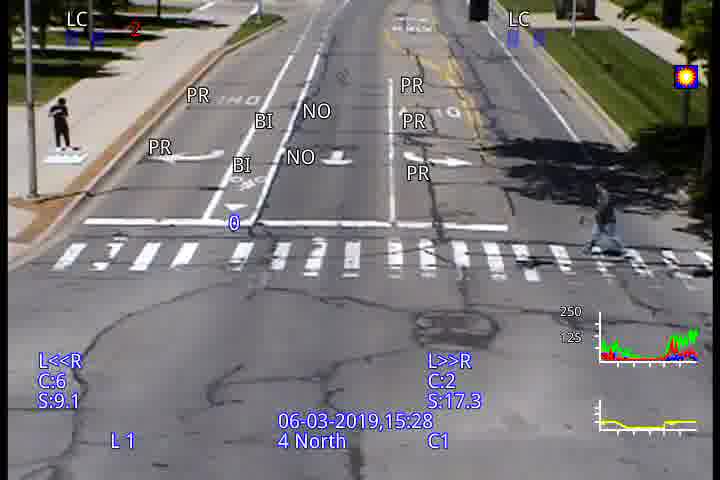 LC
2
LC
PR
PR
BI
NO
PR
PR
BI
NO
PR
0
250
125
L<<R
C:6
S:9.1
L>>R
C:2
S:17.3
06-03-2019,15:28
L 1
4 North
C1